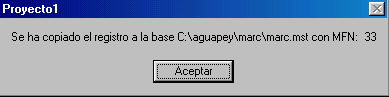 Proyecto1
Se ha copiado el registro a la base C:\aguapey\marc\marc.mst con MFN: 33
Aceptar